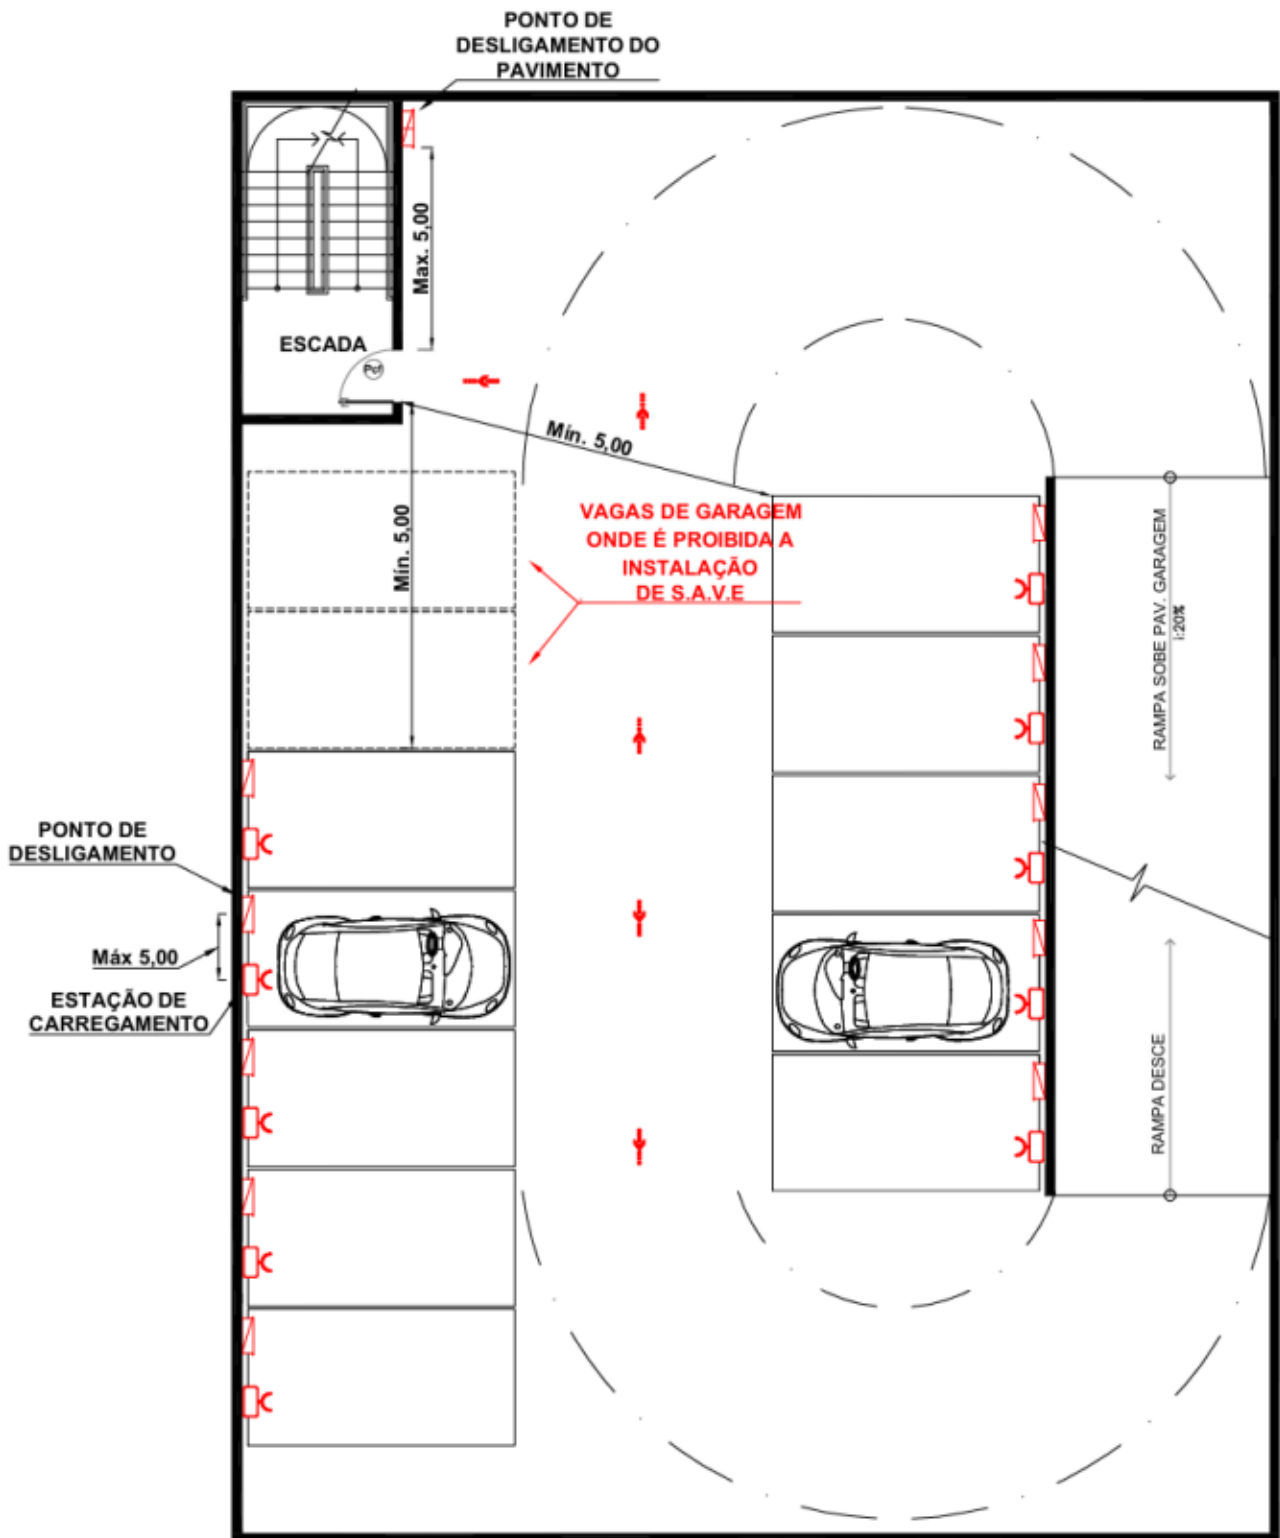 PONTO DE
DESLIGAMENTO DO
PAVIMENTO
Max. 5,00
ESCADA
Pcf
Mín. 5,00
Mín. 5,00
VAGAS DE GARAGEM
ONDE É PROIBIDA A
INSTALAÇÃO
DE S.A.V.E
RAMPA SOBE PAV. GARAGEM
i:20%
PONTO DE
DESLIGAMENTO
Máx 5,00
ESTAÇÃO DE
CARREGAMENTO
RAMPA DESCE